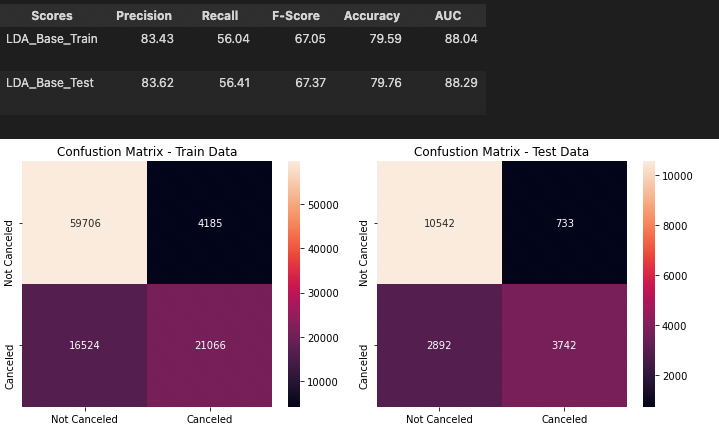 Scores Precision Recall F-Score Accuracy AUC
LDA_Base_Train 83.43 56.04 67.05 79.59 88.04
LDA_Base_Test 83.62 56.41 67.37 79.76 88.29
Confustion Matrix - Train Data
Not Canceled
59706 4185
Canceled
16524 21066
Not Canceled Canceled
50000
40000
30000
20000
10000
Confustion Matrix - Test Data
Not Canceled
10542 733
Canceled
2892 3742
Not Canceled Canceled
10000
8000
6000
4000
2000